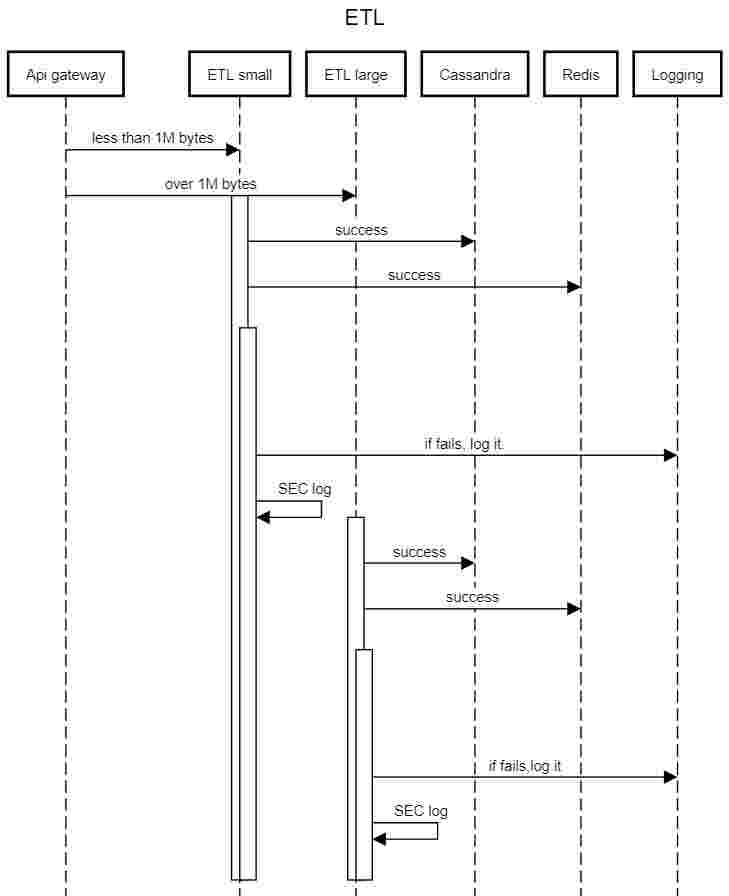 ETL
Api gateway
ETL small
ETL large
Cassandra
Redis
Logging
less than 1M bytes
over 1M bytes
success
success
if fails, log it.
SEC log
success
success
if fails,log it
SEC log